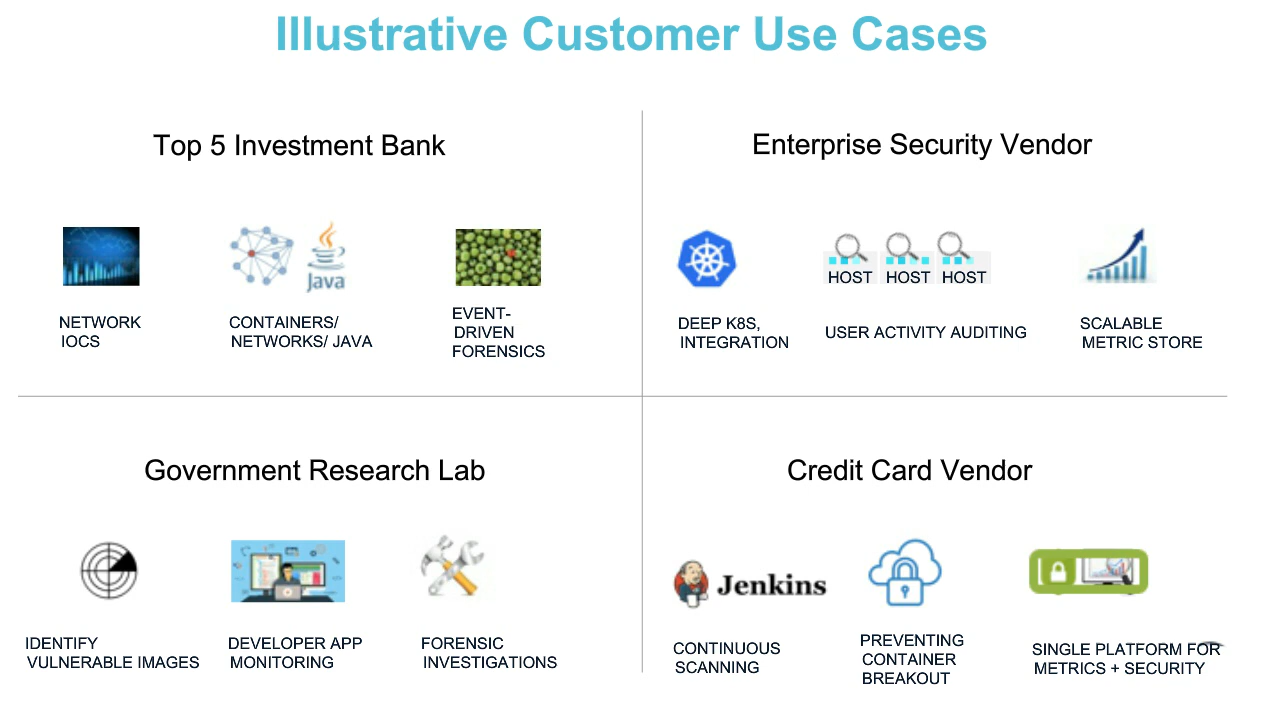 Illustrative Customer Use Cases
Top 5 Investment Bank
NETWORK
IOCS
Java
CONTAINERS/
NETWORKS/ JAVA
EVENT-
DRIVEN
FORENSICS
Enterprise Security Vendor
DEEP K8S,
INTEGRATION
HOST HOST HOST
USER ACTIVITY AUDITING
SCALABLE
METRIC STORE
Government Research Lab
IDENTIFY
VULNERABLE IMAGES
DEVELOPER APP
MONITORING
FORENSIC
INVESTIGATIONS
Credit Card Vendor
Jenkins
CONTINUOUS
SCANNING
PREVENTING
CONTAINER
BREAKOUT
SINGLE PLATFORM FOR
METRICS + SECURITY